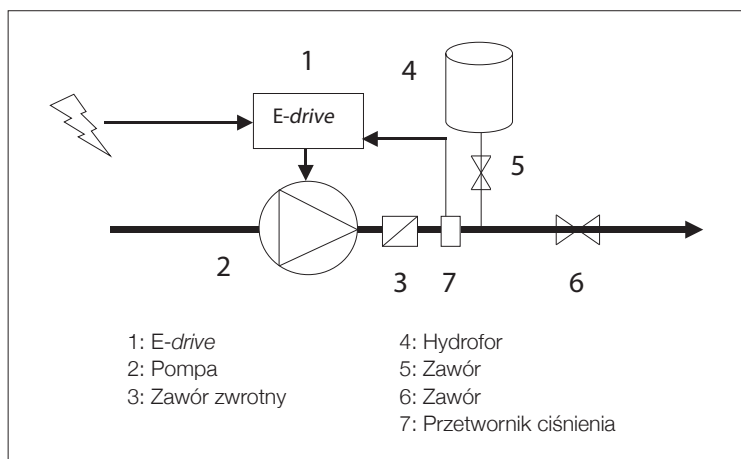 1
4
E-drive
5
2
3
7
6
1: E-drive
2: Pompa
3: Zawór zwrotny
4: Hydrofor
5: Zawór
6: Zawór
7: Przetwornik ciśnienia